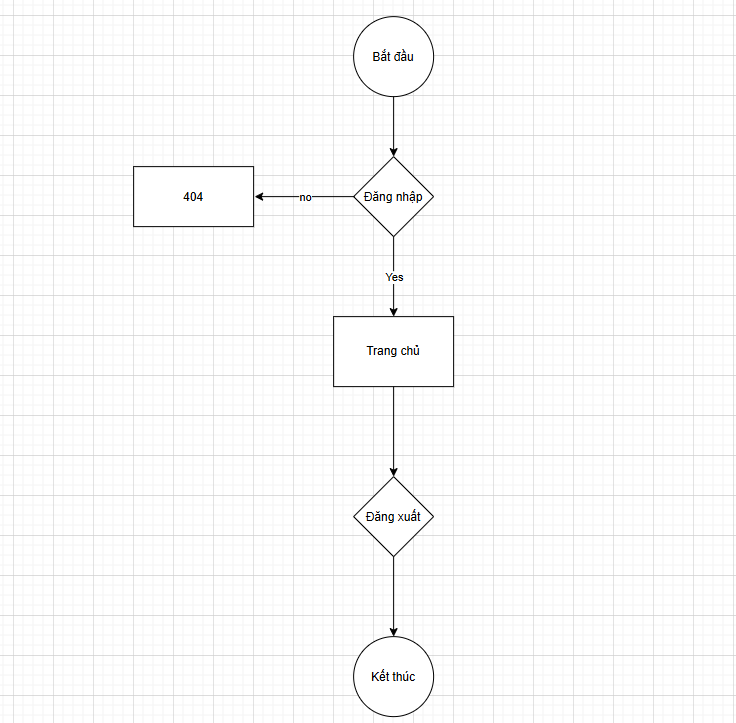 Bắt đầu
404
no
Đăng nhập
Yes
Trang chủ
Đăng xuất
Kết thúc